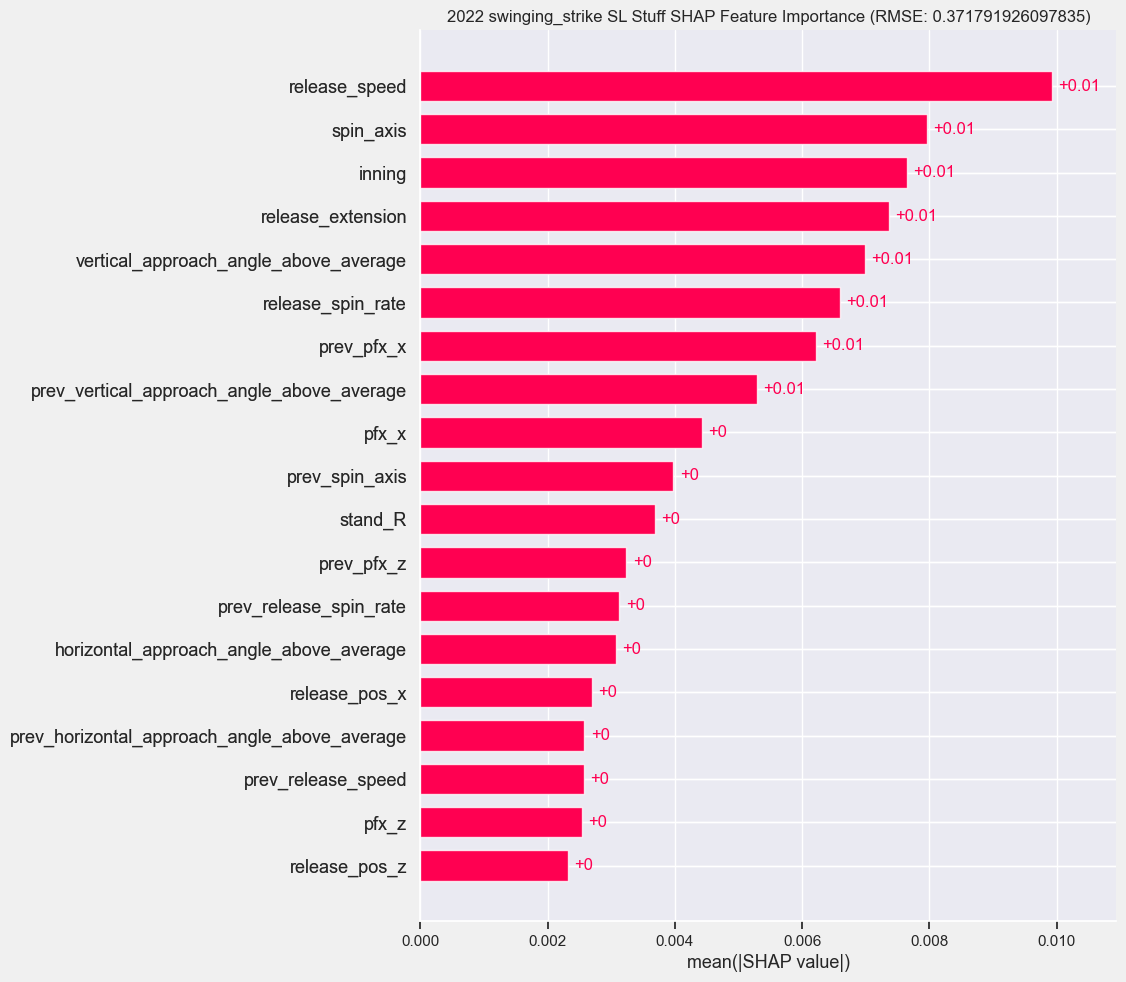 2022 swinging_strike SL Stuff SHAP Feature Importance (RMSE: 0.371791926097835)
release_speed +0.01
spin_axis +0.01
inning +0.01
release_extension +0.01
vertical_approach_angle_above_average +0.01
release_spin_rate +0.01
prev_pfx_x +0.01
prev_vertical_approach_angle_above_average +0.01
pfx_x +0
prev_spin_axis +0
stand_R +0
prev_pfx_z +0
prev_release_spin_rate +0
horizontal_approach_angle_above_average +0
release_pos_x +0
prev_horizontal_approach_angle_above_average +0
prev_release_speed +0
pfx_z +0
release_pos_z +0
0.000 0.002 0.004 0.006 0.008 0.010
mean(|SHAP value|)